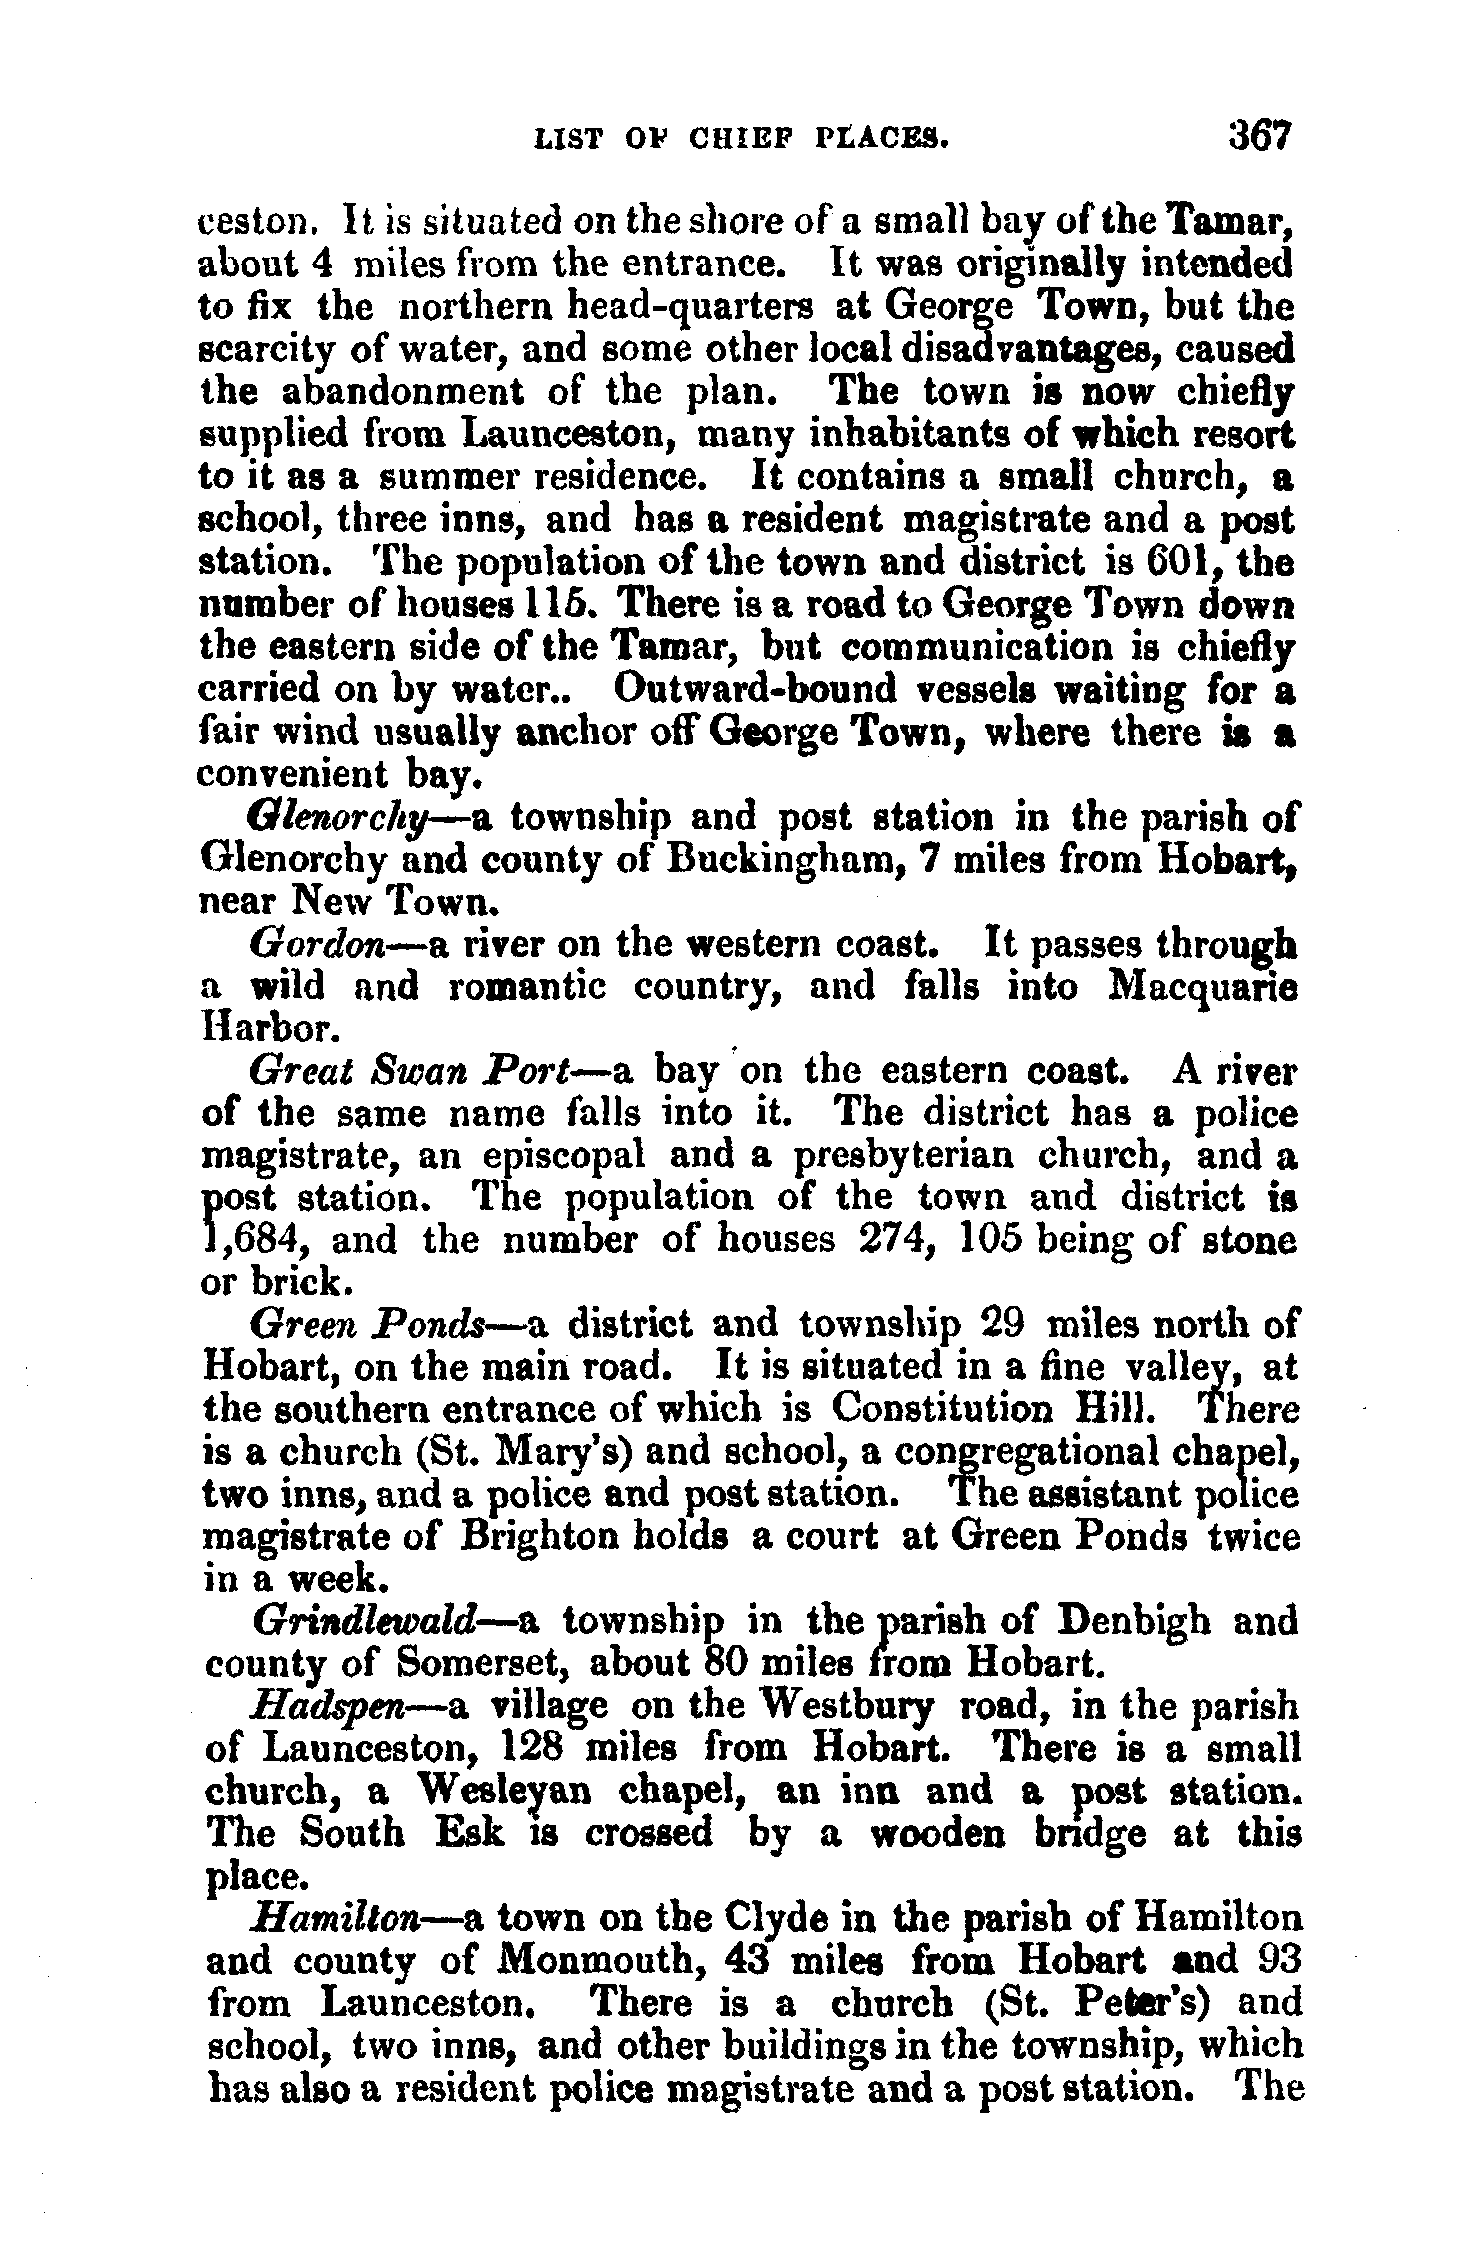 LIST OF CHIEF PLACES. 367
ceston. It is situated on the shore of a small bay of the Tamar,
about 4 miles from the entrance. It was originally intended
to fix the northern head-quarters at George Town, but the
scarcity of water, and some other local disadvantages, caused
the abandonment of the plan. The town is now chiefly
supplied from Launceston, many inhabitants of which resort
to it as a summer residence. It contains a small church, a
school, three inns, and has a resident magistrate and a post
station. The population of the town and district is 601, the
number of houses 115. There is a road to George Town down
the eastern side of the Tamar, but communication is chiefly
carried on by water.. Outward-bound vessels waiting for a
fair wind usually anchor off George Town, where there is a
convenient bay.
Glenorchy—a township and post station in the parish of
Glenorchy and county of Buckingham, 7 miles from Hobart,
near New Town.
Gordon—a river on the western coast. It passes through
a wild and romantic country, and falls into Macquarie
Harbor.
Great Swan Port—a bay on the eastern coast. A river
of the same name falls into it. The district has a police
magistrate, an episcopal and a presbyterian church, and a
post station. The population of the town and district is
1,684, and the number of houses 274, 105 being of stone
or brick.
Green Ponds—a district and township 29 miles north of
Hobart, on the main road. It is situated in a fine valley, at
the southern entrance of which is Constitution Hill. There
is a church (St. Mary's) and school, a congregational chapel,
two inns, and a police and post station. The assistant police
magistrate of Brighton holds a court at Green Ponds twice
in a week.
Grindlewald—a township in the parish of Denbigh and
county of Somerset, about 80 miles from Hobart.
Hadspen—a village on the Westbury road, in the parish
of Launceston, 128 miles from Hobart. There is a small
church, a Wesleyan chapel, an inn and a post station.
The South Esk is crossed by a wooden bridge at this
place.
Hamilton—a town on the Clyde in the parish of Hamilton
and county of Monmouth, 43 miles from Hobart and 93
from Launceston. There is a church (St. Peter's) and
school, two inns, and other buildings in the township, which
has also a resident police magistrate and a post station. The